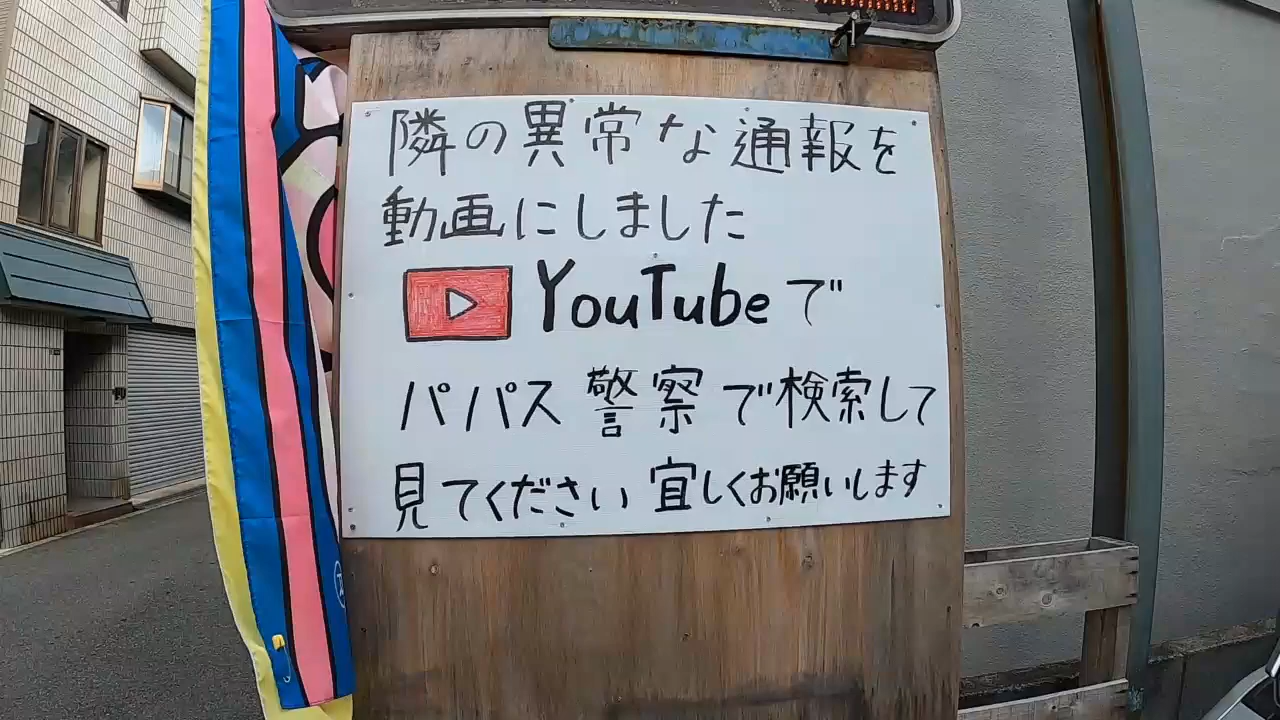 隣の異常な通報を
動画にしました
YouTubeで
パパス警察で検索して
見てください 宜しくお願いします